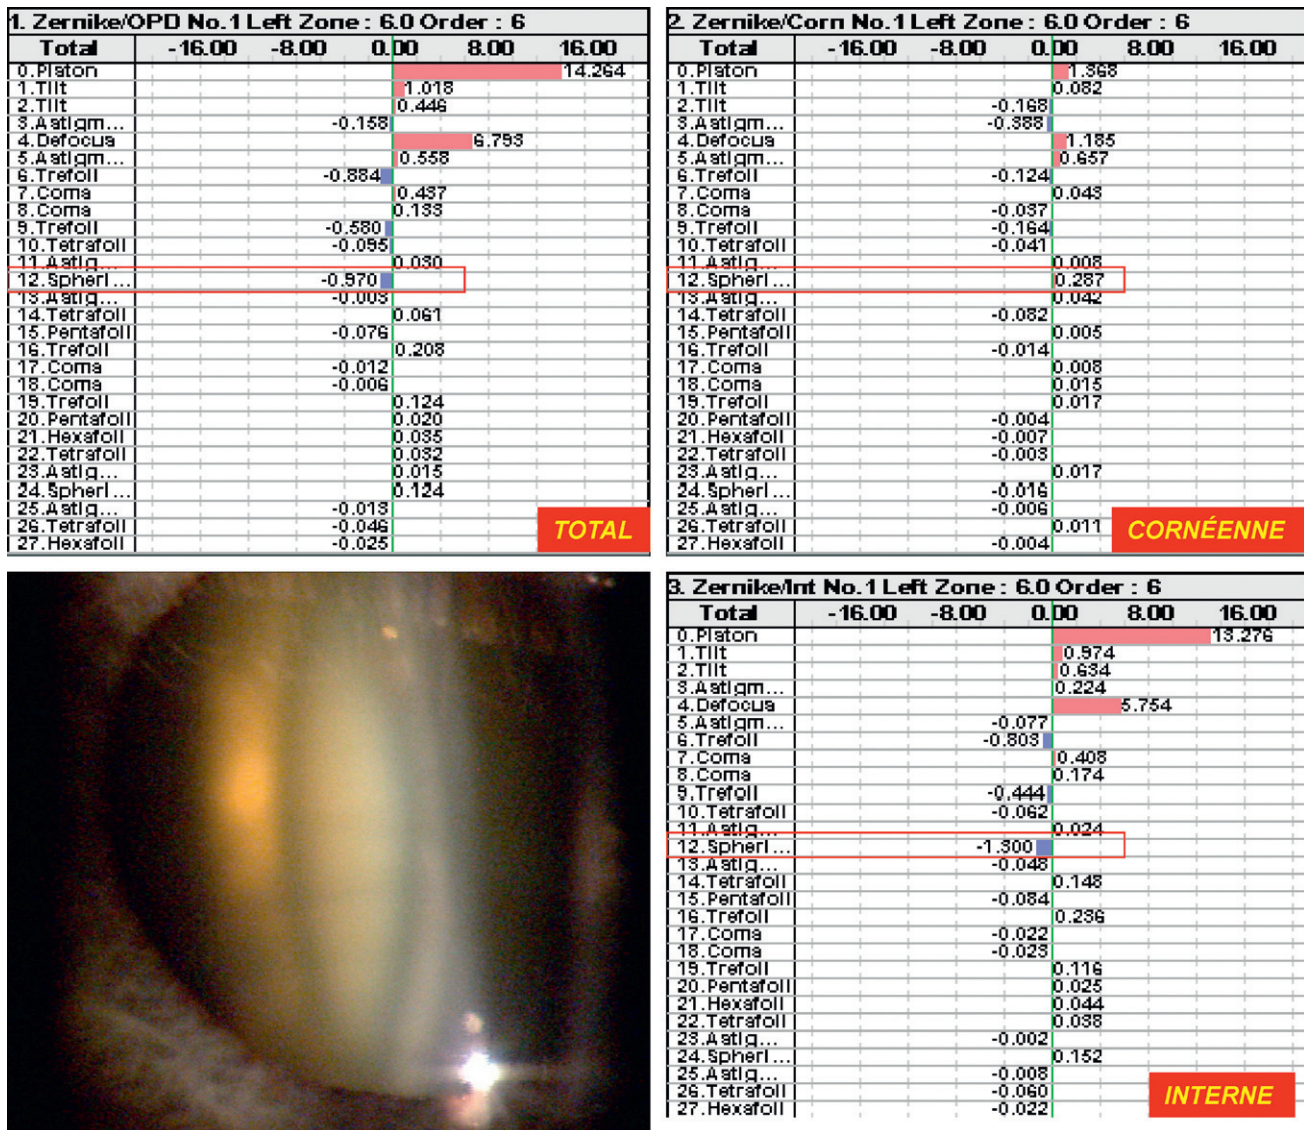 1. Zernike/OPD No.1 Left Zone : 6.0 Order : 6
Total -16.00 -8.00 0.00 8.00 16.00
0.Piston 14.264
1.Tilt 1.018
2.Tilt 0.446
3.Astigm... -0.158
4.Defocus 6.793
5.Astigm... 0.558
6.Trefoil -0.884
7.Coma 0.437
8.Coma 0.133
9.Trefoil -0.580
10.Tetrafoil -0.095
11.Astig... 0.030
12.Spheri... -0.970
13.Astig... -0.003
14.Tetrafoil 0.061
15.Pentafoil -0.076
16.Trefoil 0.208
17.Coma -0.012
18.Coma -0.006
19.Trefoil 0.124
20.Pentafoil 0.020
21.Hexafoil 0.035
22.Tetrafoil 0.032
23.Astig... 0.015
24.Spheri... 0.124
25.Astig... -0.013
26.Tetrafoil -0.046
27.Hexafoil -0.025
TOTAL
2. Zernike/Corn No.1 Left Zone : 6.0 Order : 6
Total -16.00 -8.00 0.00 8.00 16.00
0.Piston 1.368
1.Tilt 0.082
2.Tilt -0.168
3.Astigm... -0.388
4.Defocus 1.185
5.Astigm... 0.657
6.Trefoil -0.124
7.Coma 0.043
8.Coma -0.037
9.Trefoil -0.164
10.Tetrafoil -0.041
11.Astig... 0.008
12.Spheri... 0.287
13.Astig... 0.042
14.Tetrafoil -0.082
15.Pentafoil 0.005
16.Trefoil -0.014
17.Coma 0.008
18.Coma 0.015
19.Trefoil 0.017
20.Pentafoil -0.004
21.Hexafoil -0.007
22.Tetrafoil -0.003
23.Astig... 0.017
24.Spheri... -0.016
25.Astig... -0.006
26.Tetrafoil 0.011
27.Hexafoil -0.004
CORNÉENNE
3. Zernike/Int No.1 Left Zone : 6.0 Order : 6
Total -16.00 -8.00 0.00 8.00 16.00
0.Piston 13.276
1.Tilt 0.974
2.Tilt 0.634
3.Astigm... 0.224
4.Defocus 5.754
5.Astigm... -0.077
6.Trefoil -0.803
7.Coma 0.408
8.Coma 0.174
9.Trefoil -0.444
10.Tetrafoil -0.062
11.Astig... 0.024
12.Spheri... -1.300
13.Astig... -0.048
14.Tetrafoil 0.148
15.Pentafoil -0.084
16.Trefoil 0.236
17.Coma -0.022
18.Coma -0.023
19.Trefoil 0.116
20.Pentafoil 0.025
21.Hexafoil 0.044
22.Tetrafoil 0.038
23.Astig... -0.002
24.Spheri... 0.152
25.Astig... -0.008
26.Tetrafoil -0.060
27.Hexafoil -0.022
INTERNE